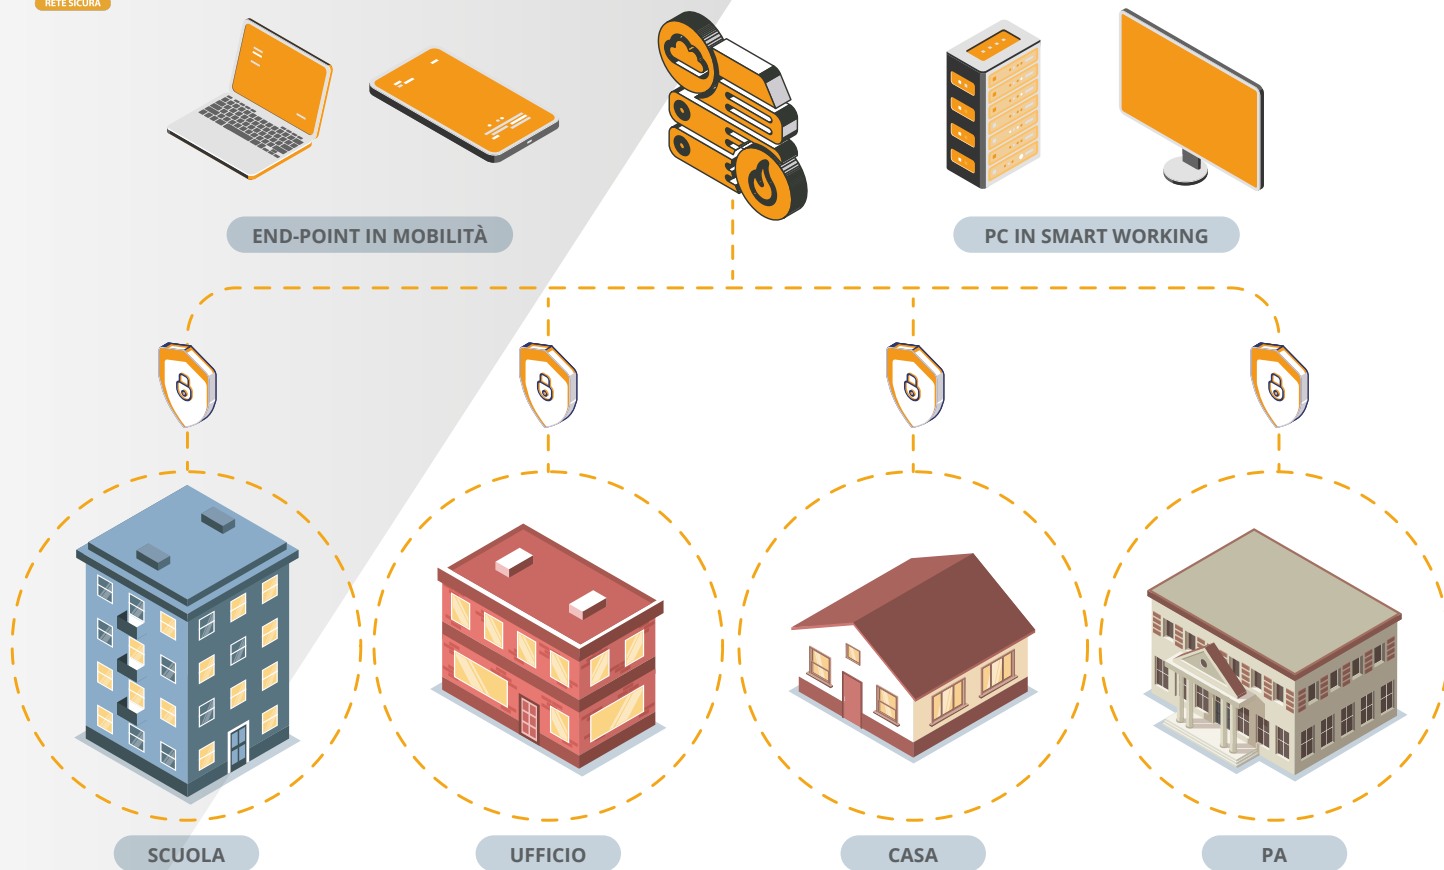 RETE SICURA
END-POINT IN MOBILITÀ
PC IN SMART WORKING
SCUOLA
UFFICIO
CASA
PA